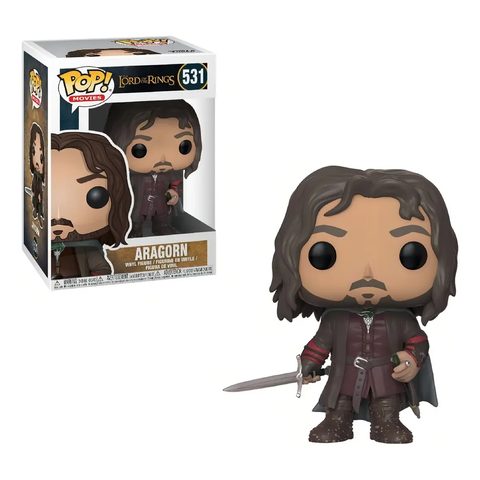 POP!
MOVIES
THE LORD OF THE RINGS
531
ARAGORN
VINYL FIGURE / FIGURINE EN VINYLE /
FIGURA DE VINIL